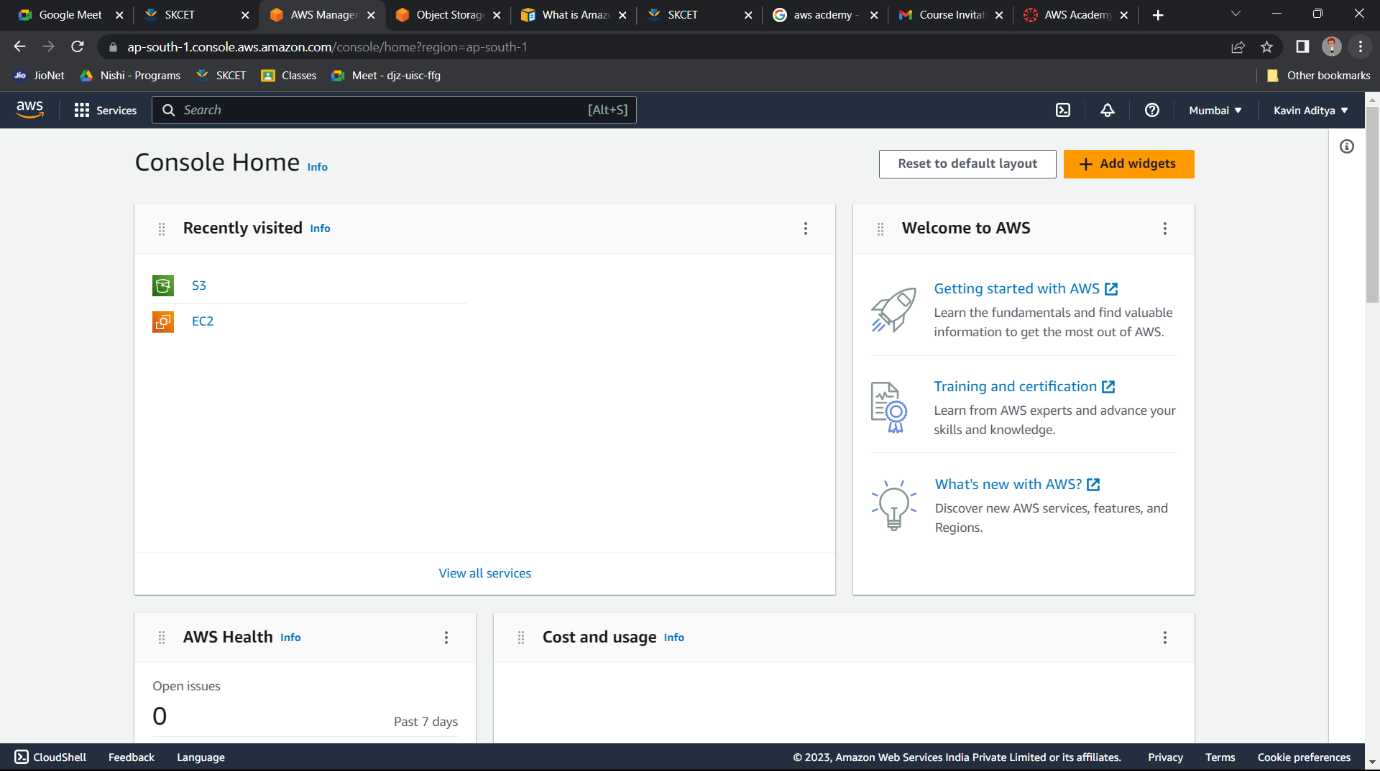 Google Meet
SKCET
AWS Manage
Object Storag
What is Amaz
SKCET
aws acdemy -
Course Invitat
AWS Academy
ap-south-1.console.aws.amazon.com/console/home?region=ap-south-1
Jio JioNet
Nishi - Programs
SKCET
Classes
Meet - djz-uisc-ffg
Other bookmarks
aws
Services
Search [Alt+S]
Mumbai
Kavin Aditya
Console Home Info
Reset to default layout
Add widgets
Recently visited Info
S3
EC2
View all services
Welcome to AWS
Getting started with AWS
Learn the fundamentals and find valuable
information to get the most out of AWS.
Training and certification
Learn from AWS experts and advance your
skills and knowledge.
What's new with AWS?
Discover new AWS services, features, and
Regions.
AWS Health Info
Open issues
0
Past 7 days
Cost and usage Info
CloudShell
Feedback
Language
© 2023, Amazon Web Services India Private Limited or its affiliates.
Privacy
Terms
Cookie preferences